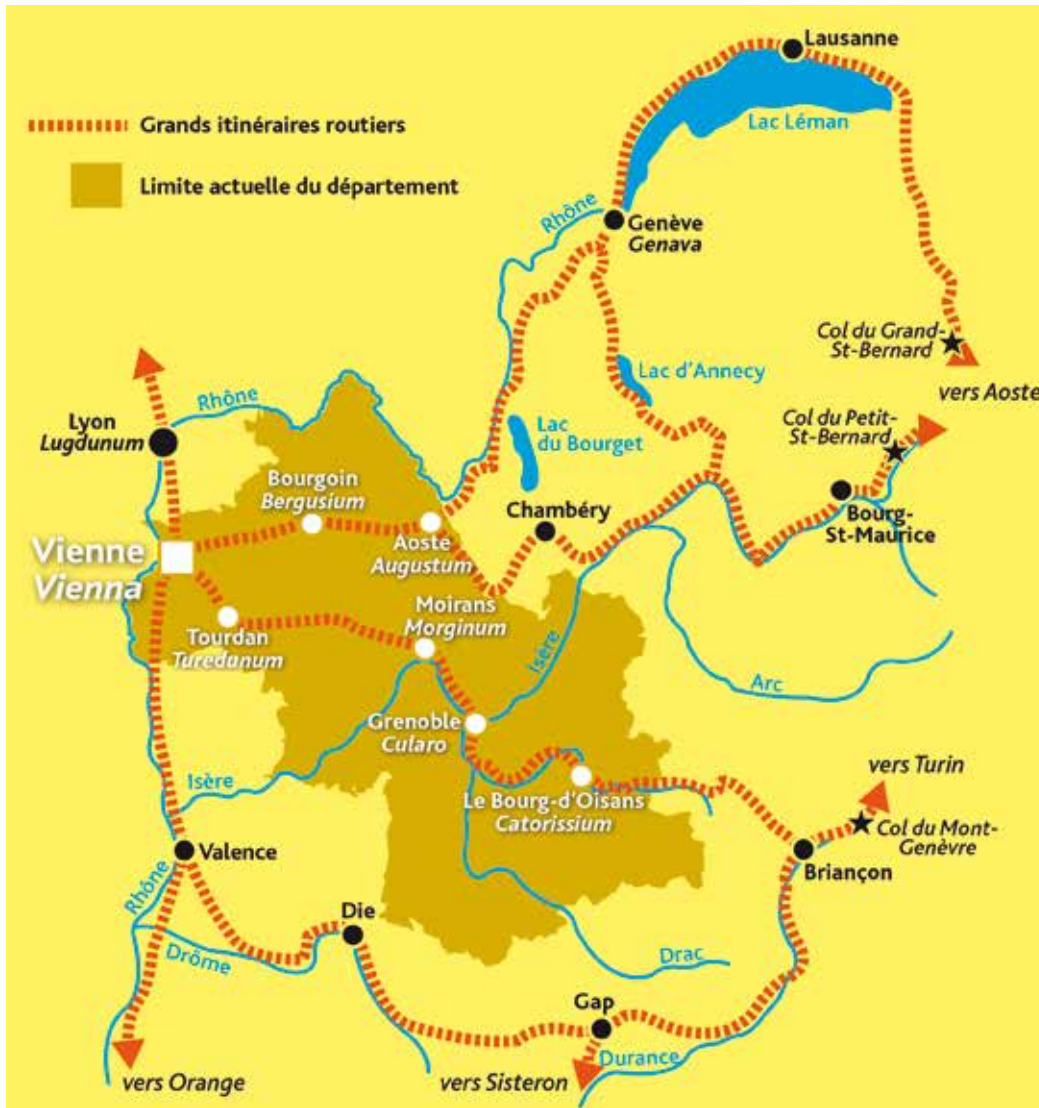 Grands itinéraires routiers
Limite actuelle du département
Lausanne
Lac Léman
Rhône
Genève
Genava
Col du Grand-
St-Bernard
vers Aoste
Lac d'Annecy
Col du Petit-
St-Bernard
Lyon
Lugdunum
Rhône
Lac
du Bourget
Bourgoin
Bergusium
Chambéry
Bourg-
St-Maurice
Vienne
Vienna
Aoste
Augustum
Moirans
Morginum
Tourdan
Turedanum
Isère
Arc
Grenoble
Cularo
Isère
vers Turin
Le Bourg-d'Oisans
Catorissium
Col du Mont-
Genèvre
Valence
Briançon
Rhône
Die
Drôme
Drac
Gap
Durance
vers Orange
vers Sisteron